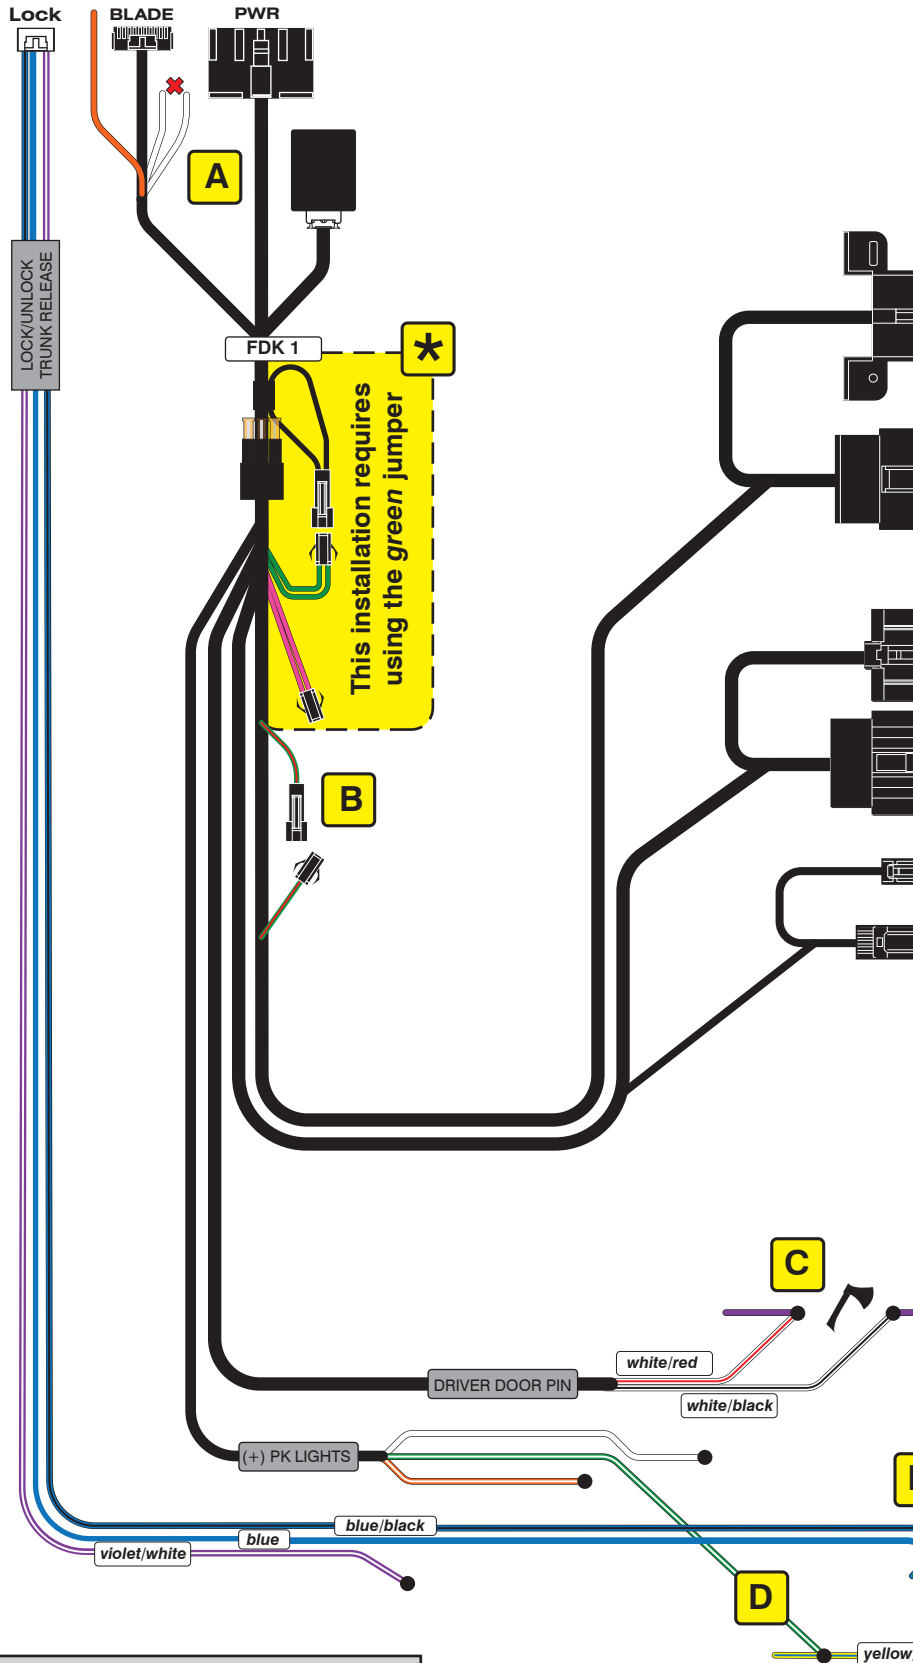 Lock
BLADE
PWR
A
LOCK/UNLOCK
TRUNK RELEASE
FDK 1
*
This installation requires
using the green jumper
B
C
white/red
DRIVER DOOR PIN
white/black
(+) PK LIGHTS
blue/black
blue
violet/white
D
yellow/